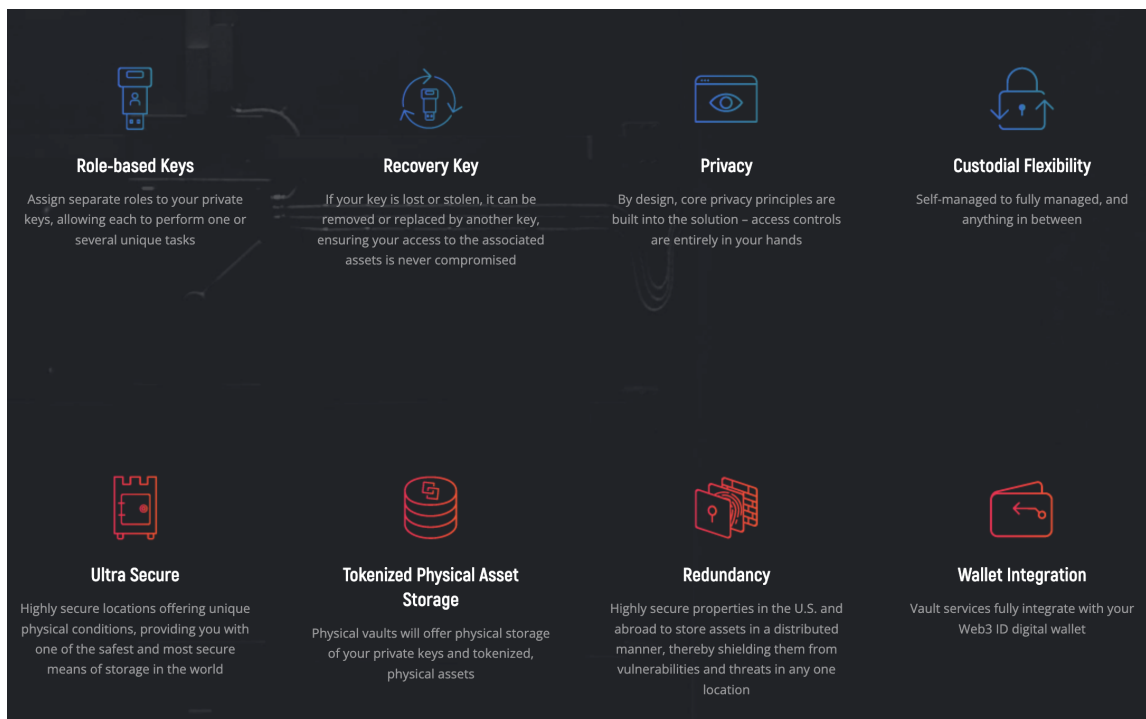 Role-based Keys
Assign separate roles to your private
keys, allowing each to perform one or
several unique tasks
Recovery Key
If your key is lost or stolen, it can be
removed or replaced by another key,
ensuring your access to the associated
assets is never compromised
Privacy
By design, core privacy principles are
built into the solution – access controls
are entirely in your hands
Custodial Flexibility
Self-managed to fully managed, and
anything in between
Ultra Secure
Highly secure locations offering unique
physical conditions, providing you with
one of the safest and most secure
means of storage in the world
Tokenized Physical Asset
Storage
Physical vaults will offer physical storage
of your private keys and tokenized,
physical assets
Redundancy
Highly secure properties in the U.S. and
abroad to store assets in a distributed
manner, thereby shielding them from
vulnerabilities and threats in any one
location
Wallet Integration
Vault services fully integrate with your
Web3 ID digital wallet